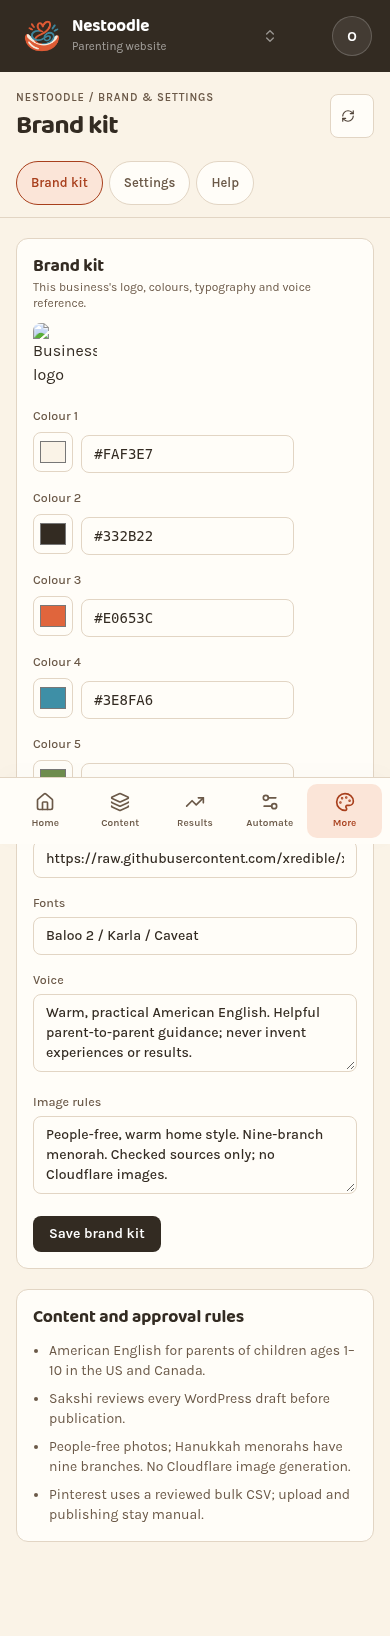 Nestoodle
Parenting website
O
NESTOODLE / BRAND & SETTINGS
Brand kit
Brand kit
Settings
Help
Brand kit
This business's logo, colours, typography and voice
reference.
Business
logo
Colour 1
#FAF3E7
Colour 2
#332B22
Colour 3
#E0653C
Colour 4
#3E8FA6
Colour 5
Home
Content
Results
Automate
More
https://raw.githubusercontent.com/xredible/
Fonts
Baloo 2 / Karla / Caveat
Voice
Warm, practical American English. Helpful
parent-to-parent guidance; never invent
experiences or results.
Image rules
People-free, warm home style. Nine-branch
menorah. Checked sources only; no
Cloudflare images.
Save brand kit
Content and approval rules
• American English for parents of children ages 1–
10 in the US and Canada.
• Sakshi reviews every WordPress draft before
publication.
• People-free photos; Hanukkah menorahs have
nine branches. No Cloudflare image generation.
• Pinterest uses a reviewed bulk CSV; upload and
publishing stay manual.